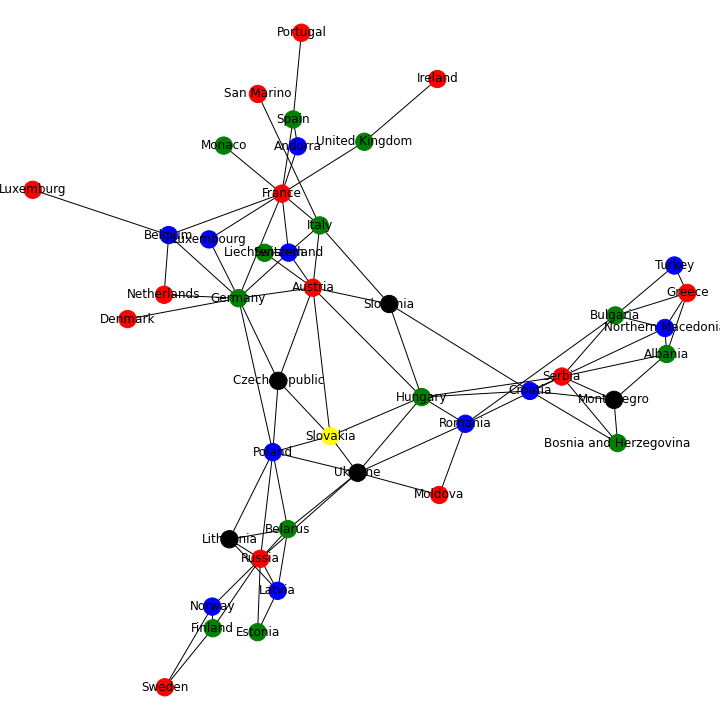 Portugal
Ireland
San Marino
Spain
United Kingdom
Monaco
Andorra
Luxemburg
France
Italy
Belgium
Luxembourg
Liechtenstein
Switzerland
Turkey
Netherlands
Germany
Austria
Greece
Slovenia
Denmark
Bulgaria
Northern Macedonia
Albania
Czech Republic
Serbia
Croatia
Hungary
Montenegro
Romania
Slovakia
Bosnia and Herzegovina
Poland
Ukraine
Moldova
Belarus
Lithuania
Russia
Latvia
Norway
Finland
Estonia
Sweden